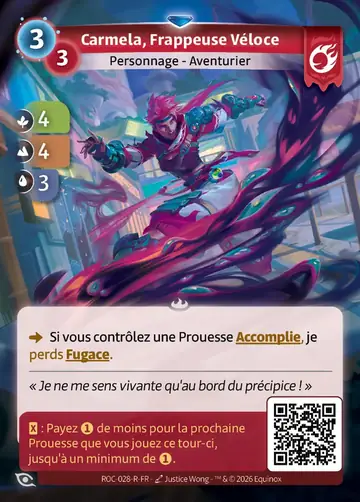 3
Carmela, Frappeuse Véloce
3
Personnage - Aventurier
4
4
3
Si vous contrôlez une Prouesse Accomplie, je
perds Fugace.
« Je ne me sens vivante qu'au bord du précipice ! »
X : Payez 1 de moins pour la prochaine
Prouesse que vous jouez ce tour-ci,
jusqu'à un minimum de 1.
ROC-028-R-FR - Justice Wong - ™ & © 2026 Equinox